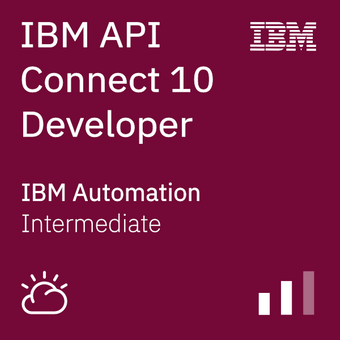 IBM API
IBM
Connect 10
Developer
IBM Automation
Intermediate